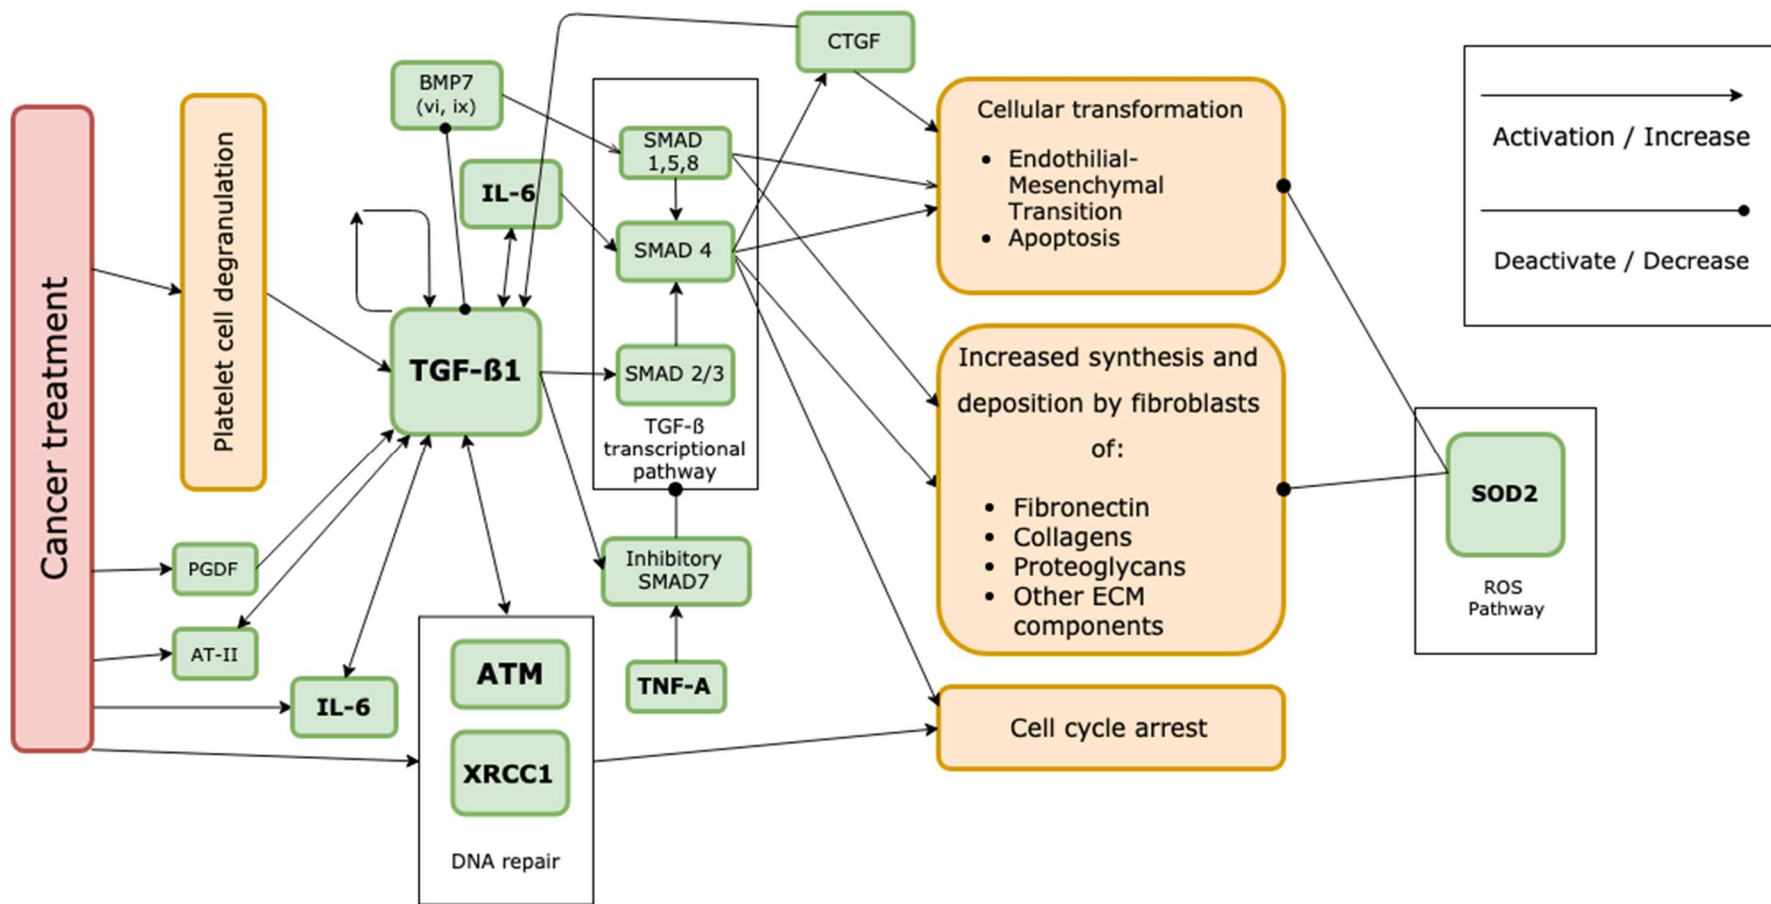 Cancer treatment
Platelet cell degranulation
BMP7
(vi, ix)
IL-6
TGF-ß1
PGDF
AT-II
IL-6
ATM
XRCC1
DNA repair
SMAD
1,5,8
SMAD 4
SMAD 2/3
TGF-ß
transcriptional
pathway
Inhibitory
SMAD7
TNF-A
CTGF
Cellular transformation
• Endothilial-
Mesenchymal
Transition
• Apoptosis
Increased synthesis and
deposition by fibroblasts
of:
• Fibronectin
• Collagens
• Proteoglycans
• Other ECM
components
Cell cycle arrest
SOD2
ROS
Pathway
Activation / Increase
Deactivate / Decrease